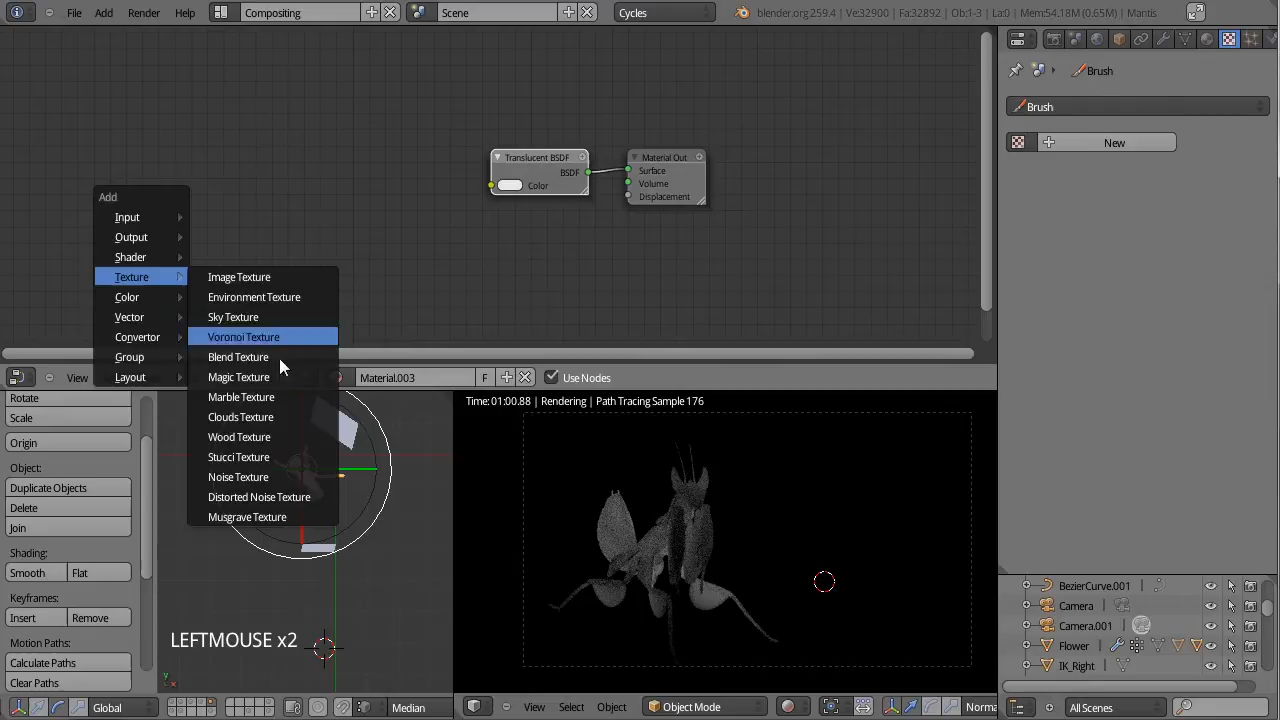 File Add Render Help Compositing Scene Cycles blender.org 259.4 | Ve:32900 | Fa:32892 | Ob:1-3 | La:0 | Mem:54.18M (0.65M) | Mantis
Brush
Brush
New
Translucent BSDF
BSDF
Color
Material Out
Surface
Volume
Displacement
Add
Input
Output
Shader
Texture
Color
Vector
Convertor
Group
Layout
Image Texture
Environment Texture
Sky Texture
Voronoi Texture
Blend Texture
Magic Texture
Marble Texture
Clouds Texture
Wood Texture
Stucci Texture
Noise Texture
Distorted Noise Texture
Musgrave Texture
View Material.003 F Use Nodes
Rotate
Scale
Origin
Object:
Duplicate Objects
Delete
Join
Shading:
Smooth Flat
Keyframes:
Insert Remove
Motion Paths:
Calculate Paths
Clear Paths
LEFTMOUSE x2
Time:01:00.88 | Rendering | Path Tracing Sample 176
BezierCurve.001
Camera
Camera.001
Flower
IK_Right
Global Median
View Select Object Object Mode Norma
All Scenes